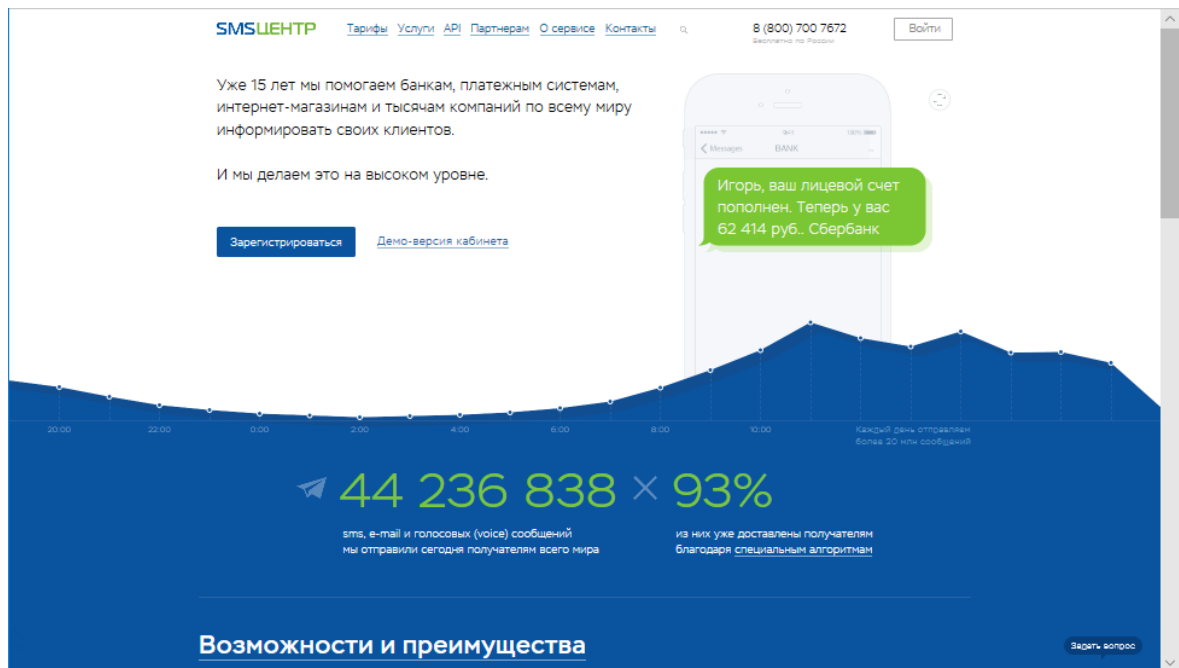 SMSЦЕНТР Тарифы Услуги API Партнерам О сервисе Контакты 8 (800) 700 7672 Войти
Бесплатно по России
Уже 15 лет мы помогаем банкам, платежным системам,
интернет-магазинам и тысячам компаний по всему миру
информировать своих клиентов.
И мы делаем это на высоком уровне.
Зарегистрироваться Демо-версия кабинета
9:41 100%
Messages BANK
Игорь, ваш лицевой счет
пополнен. Теперь у вас
62 414 руб.. Сбербанк
20:00 22:00 0:00 2:00 4:00 6:00 8:00 10:00
Каждый день отправляем
более 20 млн сообщений
44 236 838 × 93%
sms, e-mail и голосовых (voice) сообщений
мы отправили сегодня получателям всего мира
из них уже доставлены получателям
благодаря специальным алгоритмам
Возможности и преимущества
Задать вопрос